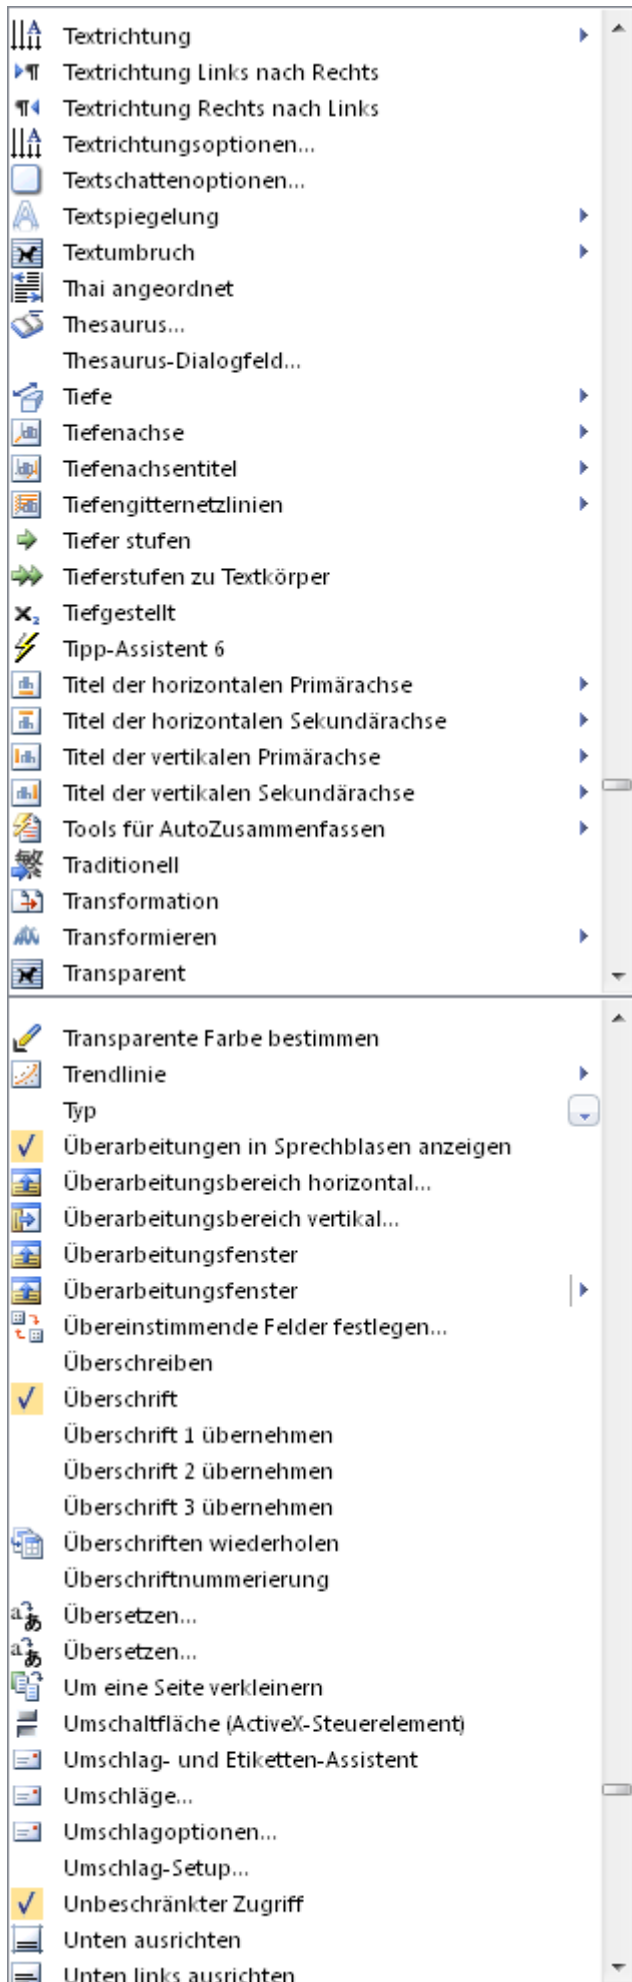 Textrichtung
Textrichtung Links nach Rechts
Textrichtung Rechts nach Links
Textrichtungsoptionen...
Textschattenoptionen...
Textspiegelung
Textumbruch
Thai angeordnet
Thesaurus...
Thesaurus-Dialogfeld...
Tiefe
Tiefenachse
Tiefenachsentitel
Tiefengitternetzlinien
Tiefer stufen
Tieferstufen zu Textkörper
Tiefgestellt
Tipp-Assistent 6
Titel der horizontalen Primärachse
Titel der horizontalen Sekundärachse
Titel der vertikalen Primärachse
Titel der vertikalen Sekundärachse
Tools für AutoZusammenfassen
Traditionell
Transformation
Transformieren
Transparent
Transparente Farbe bestimmen
Trendlinie
Typ
Überarbeitungen in Sprechblasen anzeigen
Überarbeitungsbereich horizontal...
Überarbeitungsbereich vertikal...
Überarbeitungsfenster
Überarbeitungsfenster
Übereinstimmende Felder festlegen...
Überschreiben
Überschrift
Überschrift 1 übernehmen
Überschrift 2 übernehmen
Überschrift 3 übernehmen
Überschriften wiederholen
Überschriftnummerierung
Übersetzen...
Übersetzen...
Um eine Seite verkleinern
Umschaltfläche (ActiveX-Steuerelement)
Umschlag- und Etiketten-Assistent
Umschläge...
Umschlagoptionen...
Umschlag-Setup...
Unbeschränkter Zugriff
Unten ausrichten
Unten links ausrichten